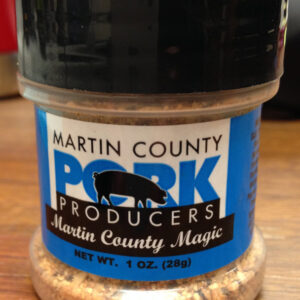 MARTIN COUNTY
PORK
PRODUCERS
Martin County Magic
NET WT. 1 OZ. (28g)